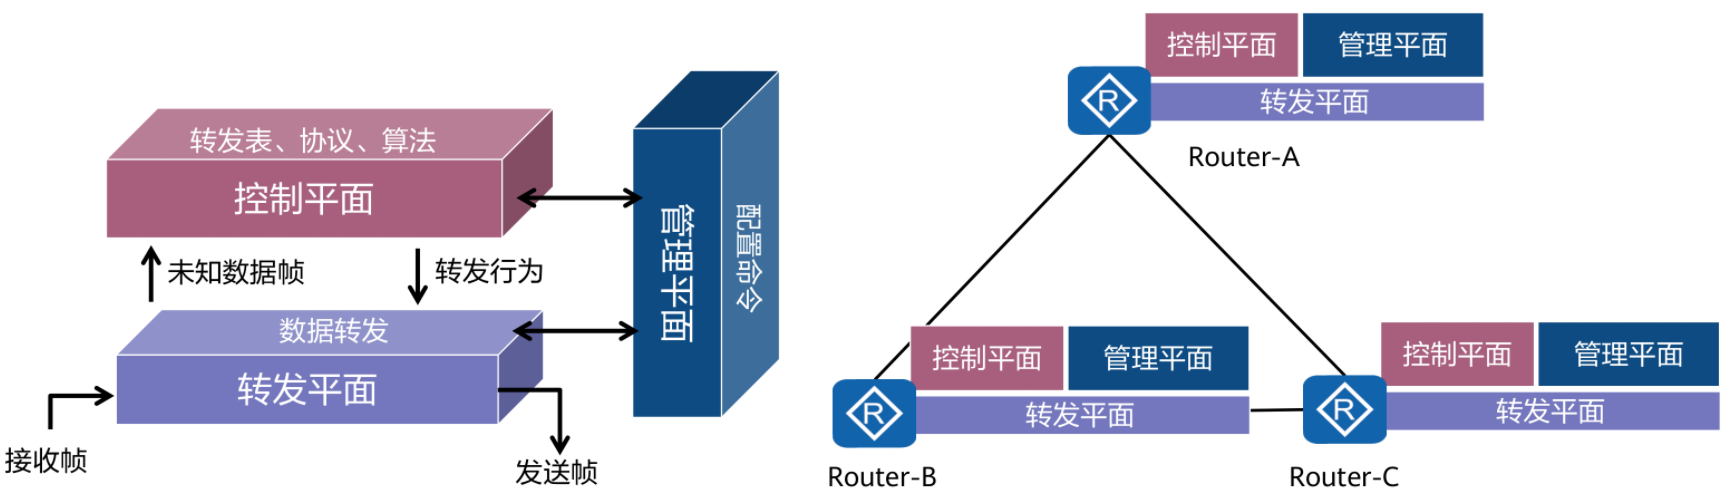 转发表、协议、算法
控制平面
未知数据帧
转发行为
数据转发
转发平面
接收帧
发送帧
管理平面
配置命令
控制平面
管理平面
转发平面
R
Router-A
控制平面
管理平面
转发平面
R
Router-B
控制平面
管理平面
转发平面
R
Router-C